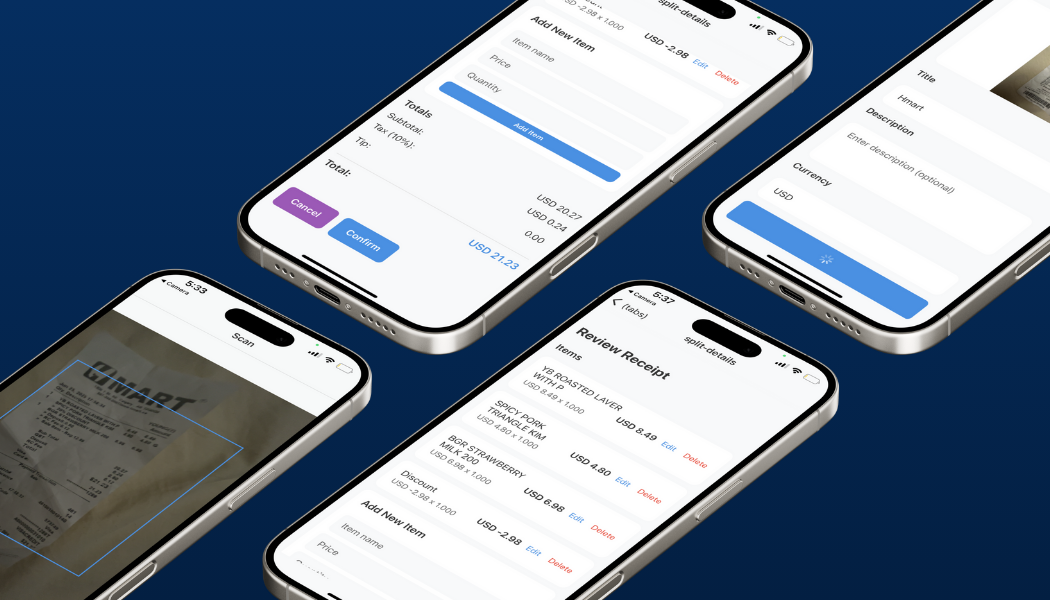 split-details
USD -2.98 x 1.000
USD -2.98
Edit
Delete
Add New Item
Item name
Price
Quantity
Add Item
Totals
Subtotal:
USD 20.27
Tax (10%):
USD 0.24
Tip:
0.00
Total:
USD 21.23
Cancel
Confirm
Title
Hmart
Description
Enter description (optional)
Currency
USD
5:33
Camera
Scan
HMART
5:37
Camera
(tabs)
split-details
Review Receipt
Items
YB ROASTED LAVER
WITH P
USD 8.49 x 1.000
USD 8.49
Edit
Delete
SPICY PORK
TRIANGLE KIM
USD 4.80 x 1.000
USD 4.80
Edit
Delete
BGR STRAWBERRY
MILK 200
USD 6.98 x 1.000
USD 6.98
Edit
Delete
Discount
USD -2.98 x 1.000
USD -2.98
Edit
Delete
Add New Item
Item name
Price